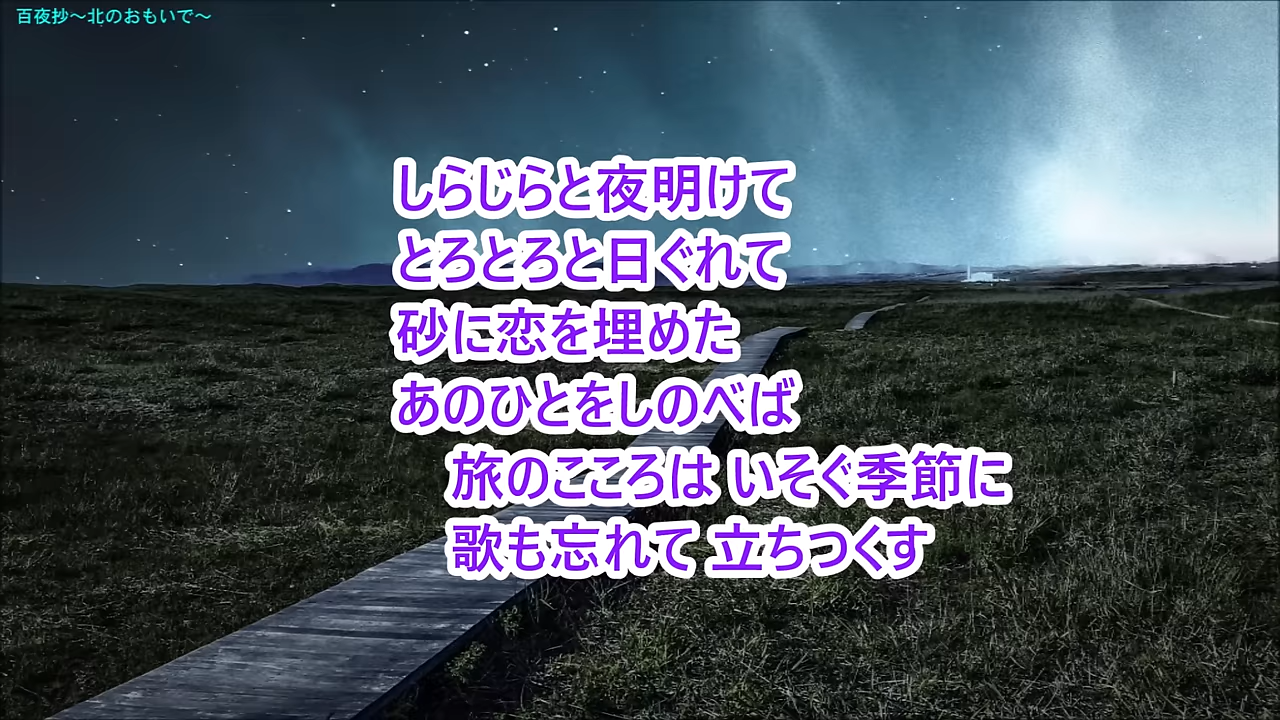 百夜抄～北のおもいで～
しらじらと夜明けて
とろとろと日ぐれて
砂に恋を埋めた
あのひとをしのべば
旅のこころは いそぐ季節に
歌も忘れて 立ちつくす